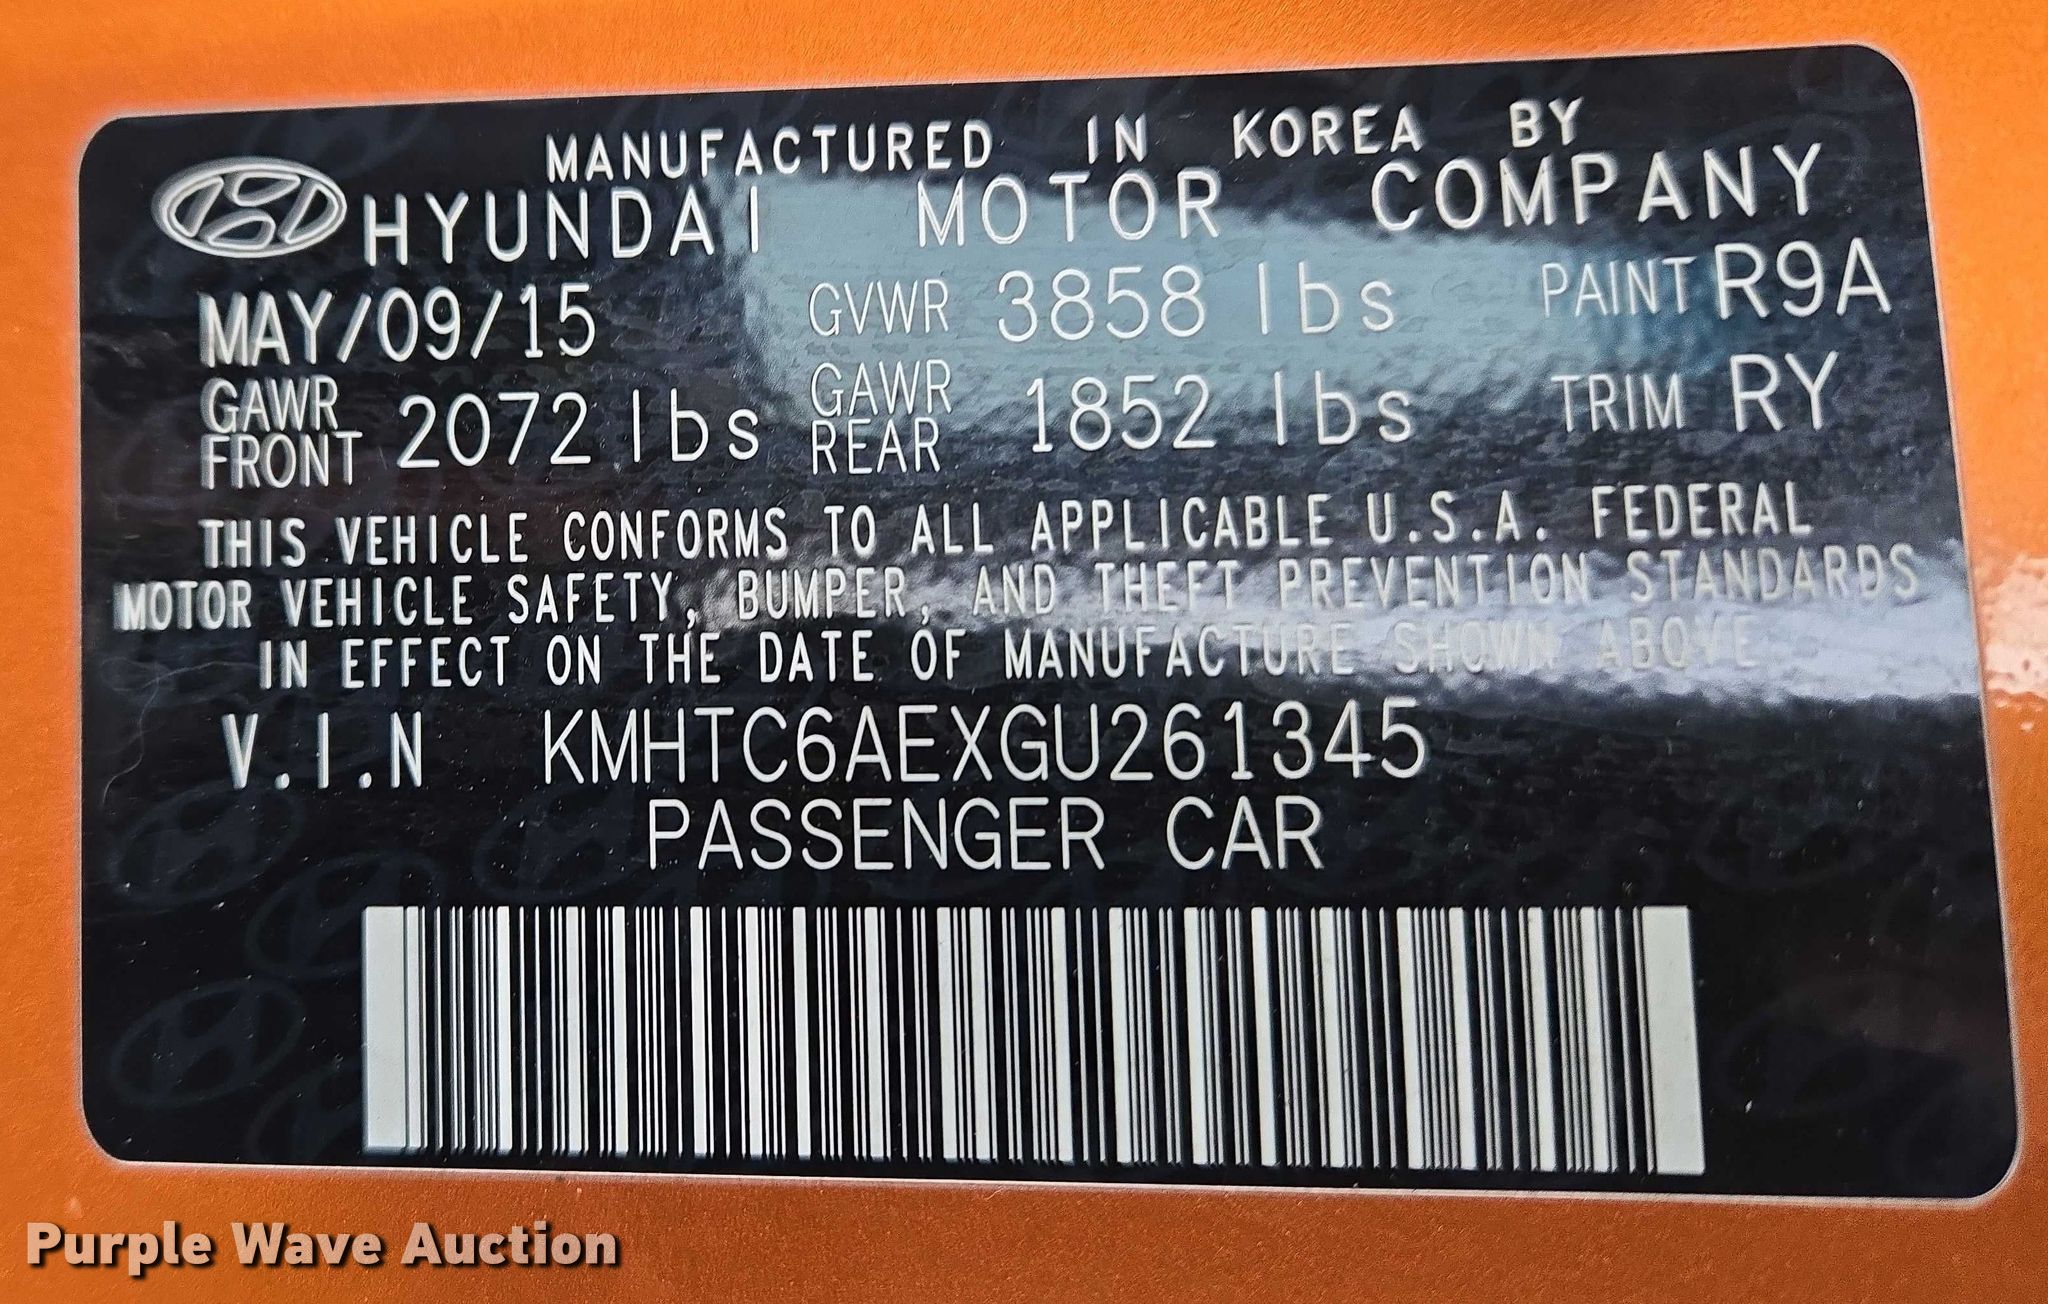 MANUFACTURED IN KOREA BY
HYUNDAI MOTOR COMPANY
MAY/09/15 GVWR 3858 lbs PAINT R9A
GAWR FRONT 2072 lbs GAWR REAR 1852 lbs TRIM RY
THIS VEHICLE CONFORMS TO ALL APPLICABLE U.S.A. FEDERAL
MOTOR VEHICLE SAFETY, BUMPER, AND THEFT PREVENTION STANDARDS
IN EFFECT ON THE DATE OF MANUFACTURE SHOWN ABOVE
V.I.N KMHTC6AEXGU261345
PASSENGER CAR
Purple Wave Auction